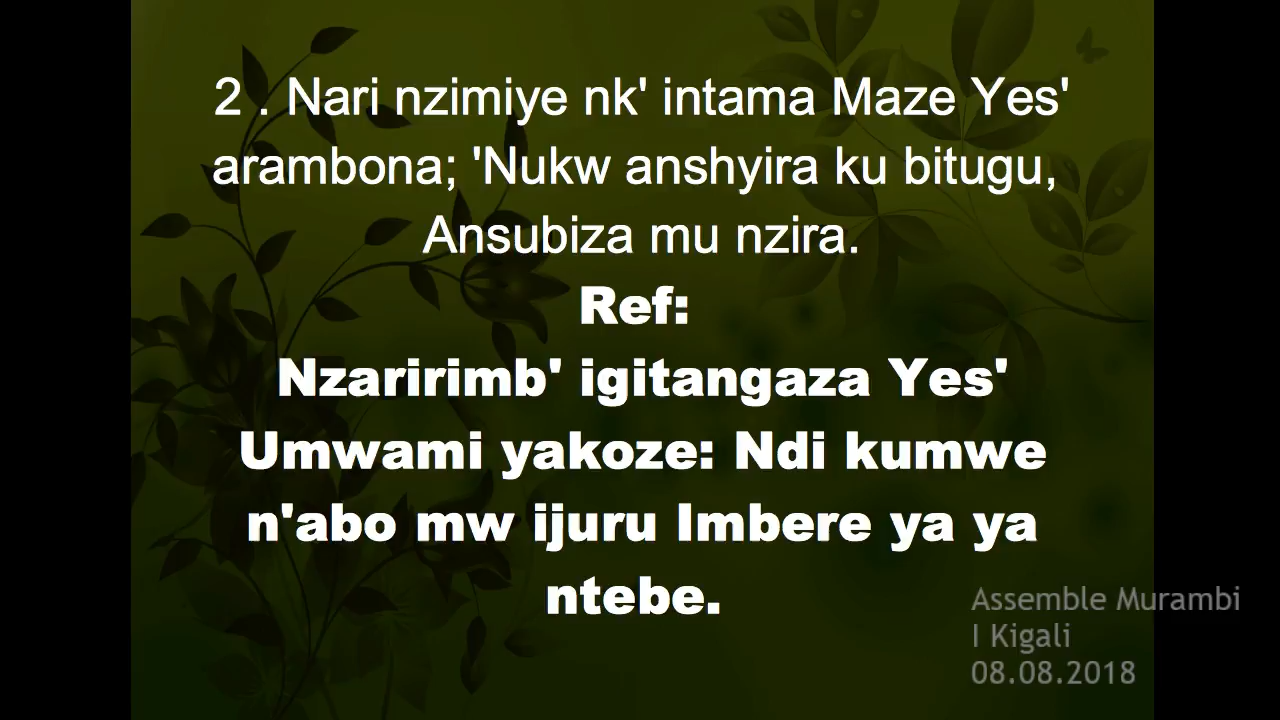 2 . Nari nzimiye nk' intama Maze Yes'
arambona; 'Nukw anshyira ku bitugu,
Ansubiza mu nzira.
Ref:
Nzaririmb' igitangaza Yes'
Umwami yakoze: Ndi kumwe
n'abo mw ijuru Imbere ya ya
ntebe.
Assemble Murambi
I Kigali
08.08.2018